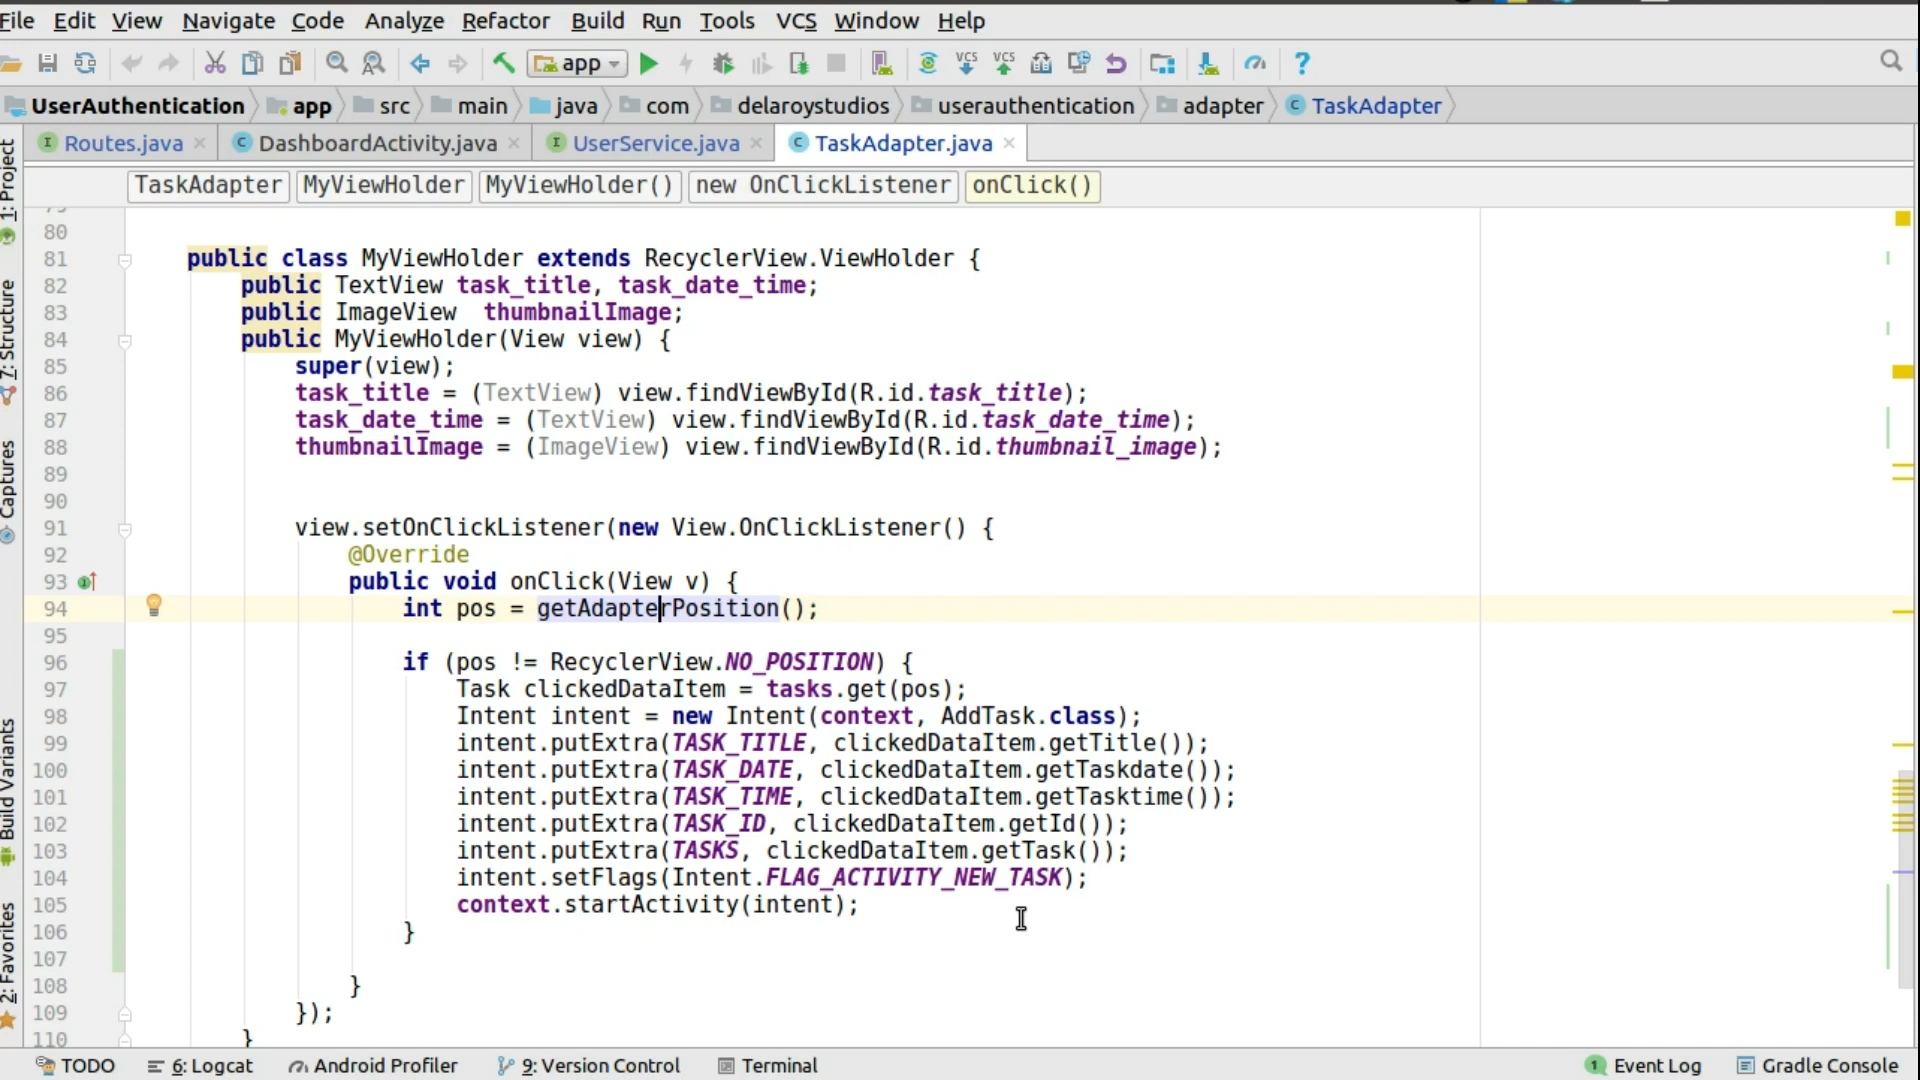 File Edit View Navigate Code Analyze Refactor Build Run Tools VCS Window Help
app VCS VCS ?
UserAuthentication app src main java com delaroystudios userauthentication adapter TaskAdapter
Routes.java DashboardActivity.java UserService.java TaskAdapter.java
TaskAdapter MyViewHolder MyViewHolder() new OnClickListener onClick()
80
81 public class MyViewHolder extends RecyclerView.ViewHolder {
82 public TextView task_title, task_date_time;
83 public ImageView thumbnailImage;
84 public MyViewHolder(View view) {
85 super(view);
86 task_title = (TextView) view.findViewById(R.id.task_title);
87 task_date_time = (TextView) view.findViewById(R.id.task_date_time);
88 thumbnailImage = (ImageView) view.findViewById(R.id.thumbnail_image);
89
90
91 view.setOnClickListener(new View.OnClickListener() {
92 @Override
93 public void onClick(View v) {
94 int pos = getAdapterPosition();
95
96 if (pos != RecyclerView.NO_POSITION) {
97 Task clickedDataItem = tasks.get(pos);
98 Intent intent = new Intent(context, AddTask.class);
99 intent.putExtra(TASK_TITLE, clickedDataItem.getTitle());
100 intent.putExtra(TASK_DATE, clickedDataItem.getTaskdate());
101 intent.putExtra(TASK_TIME, clickedDataItem.getTasktime());
102 intent.putExtra(TASK_ID, clickedDataItem.getId());
103 intent.putExtra(TASKS, clickedDataItem.getTask());
104 intent.setFlags(Intent.FLAG_ACTIVITY_NEW_TASK);
105 context.startActivity(intent);
106 }
107
108 }
109 });
110 }
1: Project
7: Structure
Captures
Build Variants
2: Favorites
TODO 6: Logcat Android Profiler 9: Version Control Terminal 1 Event Log Gradle Console